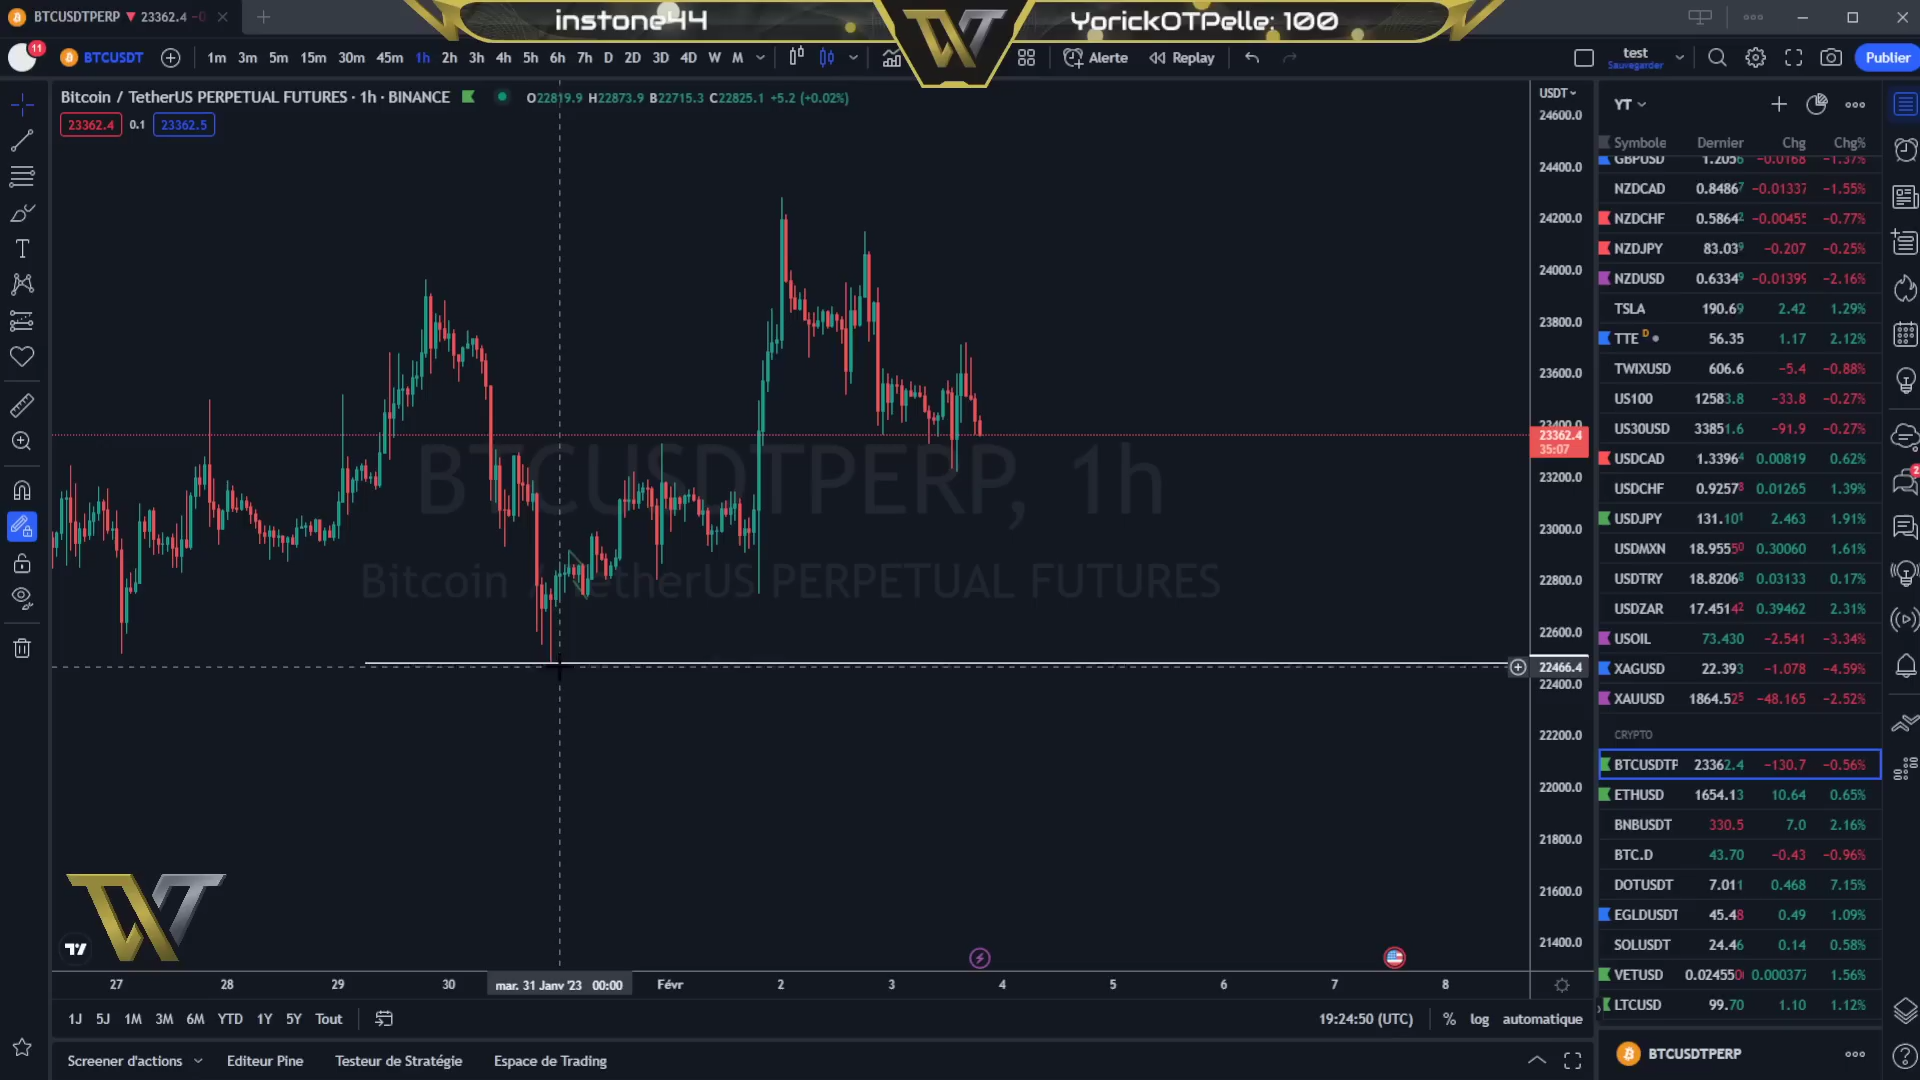 BTCUSDTPERP ▼ 23362.4
instone44
YorickOTPelle: 100
11
BTCUSDT
1m 3m 5m 15m 30m 45m 1h 2h 3h 4h 5h 6h 7h D 2D 3D 4D W M
Alerte
Replay
test
Sauvegarder
Publier
Bitcoin / TetherUS PERPETUAL FUTURES · 1h · BINANCE
O22819.9 H22873.9 B22715.3 C22825.1 +5.2 (+0.02%)
23362.4 0.1 23362.5
USDT
24600.0
24400.0
24200.0
24000.0
23800.0
23600.0
23400.0
23362.4
35:07
23200.0
23000.0
22800.0
22600.0
22466.4
22400.0
22200.0
22000.0
21800.0
21600.0
21400.0
BTCUSDTPERP, 1h
Bitcoin / TetherUS PERPETUAL FUTURES
27 28 29 30 mar. 31 Janv '23 00:00 Févr 2 3 4 5 6 7 8
1J 5J 1M 3M 6M YTD 1Y 5Y Tout
19:24:50 (UTC) % log automatique
Screener d'actions Editeur Pine Testeur de Stratégie Espace de Trading
YT
Symbole Dernier Chg Chg%
GBPUSD 1.2056 −0.0168 −1.37%
NZDCAD 0.84867 −0.01337 −1.55%
NZDCHF 0.58642 −0.00455 −0.77%
NZDJPY 83.039 −0.207 −0.25%
NZDUSD 0.63349 −0.01399 −2.16%
TSLA 190.69 2.42 1.29%
TTE D 56.35 1.17 2.12%
TWIXUSD 606.6 −5.4 −0.88%
US100 12583.8 −33.8 −0.27%
US30USD 33851.6 −91.9 −0.27%
USDCAD 1.33964 0.00819 0.62%
USDCHF 0.92578 0.01265 1.39%
USDJPY 131.101 2.463 1.91%
USDMXN 18.95550 0.30060 1.61%
USDTRY 18.82068 0.03133 0.17%
USDZAR 17.45142 0.39462 2.31%
USOIL 73.430 −2.541 −3.34%
XAGUSD 22.393 −1.078 −4.59%
XAUUSD 1864.525 −48.165 −2.52%
CRYPTO
BTCUSDTP 23362.4 −130.7 −0.56%
ETHUSD 1654.13 10.64 0.65%
BNBUSDT 330.5 7.0 2.16%
BTC.D 43.70 −0.43 −0.96%
DOTUSDT 7.011 0.468 7.15%
EGLDUSDT 45.48 0.49 1.09%
SOLUSDT 24.46 0.14 0.58%
VETUSD 0.02455 0.000377 1.56%
LTCUSD 99.70 1.10 1.12%
BTCUSDTPERP
2